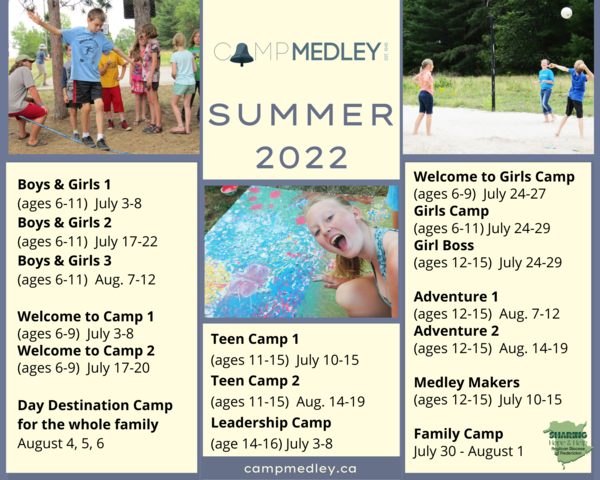 CAMPMEDLEY
SUMMER
2022
Boys & Girls 1
(ages 6-11) July 3-8
Boys & Girls 2
(ages 6-11) July 17-22
Boys & Girls 3
(ages 6-11) Aug. 7-12
Welcome to Camp 1
(ages 6-9) July 3-8
Welcome to Camp 2
(ages 6-9) July 17-20
Day Destination Camp
for the whole family
August 4, 5, 6
Teen Camp 1
(ages 11-15) July 10-15
Teen Camp 2
(ages 11-15) Aug. 14-19
Leadership Camp
(age 14-16) July 3-8
campmedley.ca
Welcome to Girls Camp
(ages 6-9) July 24-27
Girls Camp
(ages 6-11) July 24-29
Girl Boss
(ages 12-15) July 24-29
Adventure 1
(ages 12-15) Aug. 7-12
Adventure 2
(ages 12-15) Aug. 14-19
Medley Makers
(ages 12-15) July 10-15
Family Camp
July 30 - August 1
SHARING
Hope & Help
Anglican Diocese
of Fredericton